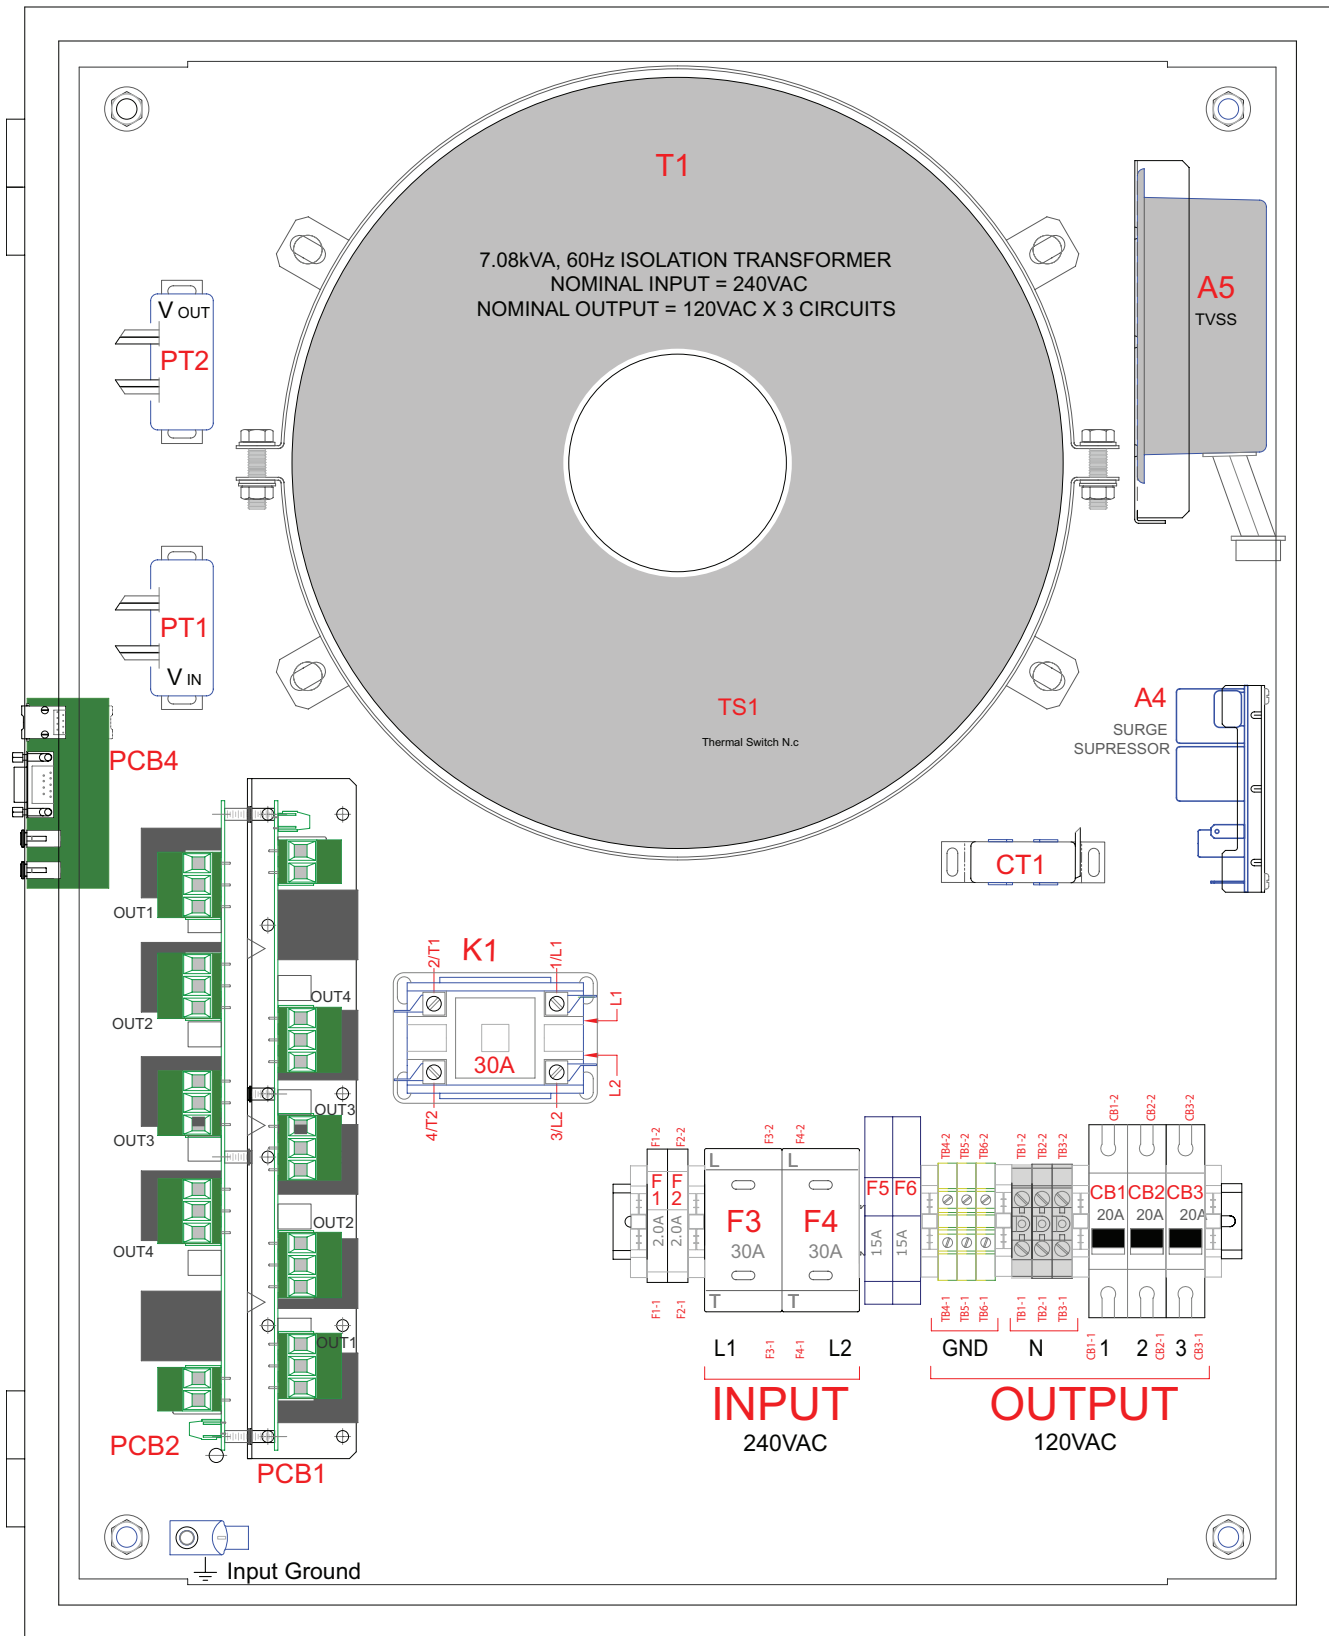 T1
7.08kVA, 60Hz ISOLATION TRANSFORMER
NOMINAL INPUT = 240VAC
NOMINAL OUTPUT = 120VAC X 3 CIRCUITS
V OUT
PT2
A5
TVSS
PT1
V IN
TS1
Thermal Switch N.c
A4
SURGE
SUPRESSOR
PCB4
CT1
OUT1
OUT2
OUT3
OUT4
OUT4
OUT3
OUT2
OUT1
PCB2
PCB1
K1
2/T1
1/L1
L1
30A
L2
4/T2
3/L2
F1-2
F2-2
F3-2
F4-2
TB4-2
TB5-2
TB6-2
TB1-2
TB2-2
TB3-2
CB1-2
CB2-2
CB3-2
F
1
2.0A
F
2
2.0A
L
F3
30A
T
L
F4
30A
T
F5
15A
F6
15A
CB1
20A
CB2
20A
CB3
20A
F1-1
F2-1
TB4-1
TB5-1
TB6-1
TB1-1
TB2-1
TB3-1
L1
F3-1
F4-1
L2
GND
N
CB1-1
1
2
CB2-1
3
CB3-1
INPUT
240VAC
OUTPUT
120VAC
Input Ground